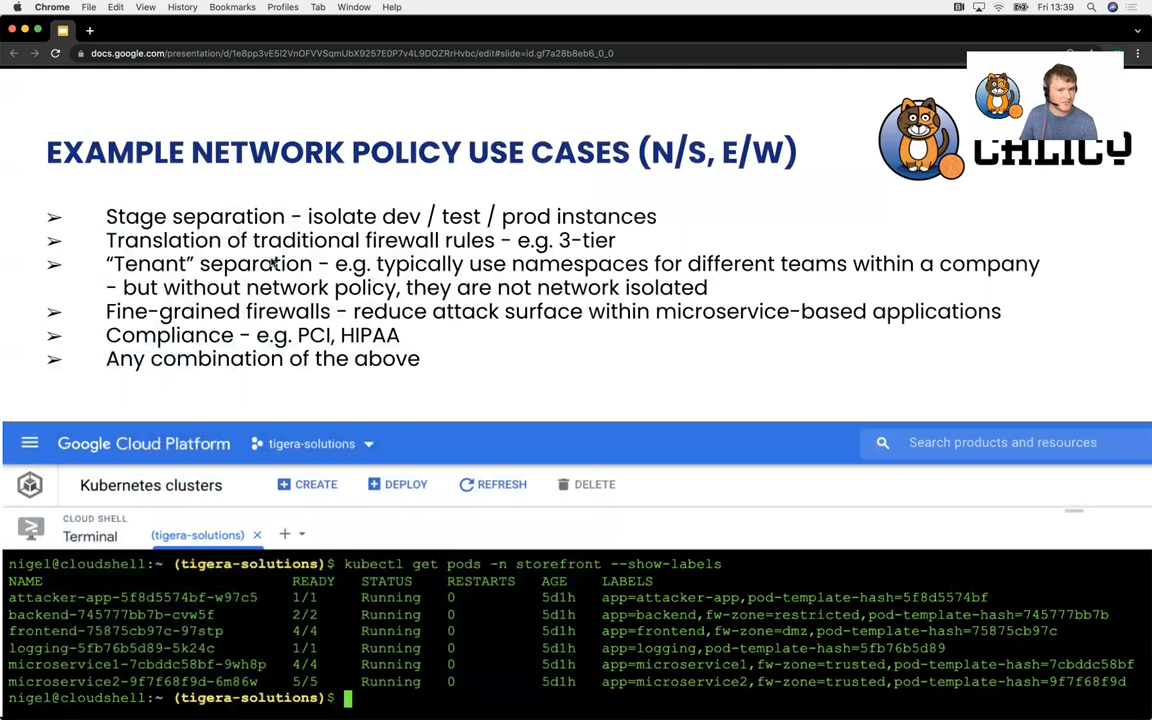 Chrome File Edit View History Bookmarks Profiles Tab Window Help Fri 13:39
docs.google.com/presentation/d/1e8pp3vE5l2VnOFVVSqmUbX9257E0P7v4L9DOZRrHvbc/edit#slide=id.gf7a28b8eb6_0_0
EXAMPLE NETWORK POLICY USE CASES (N/S, E/W)
CALICO
➢ Stage separation - isolate dev / test / prod instances
➢ Translation of traditional firewall rules - e.g. 3-tier
➢ “Tenant” separation - e.g. typically use namespaces for different teams within a company
- but without network policy, they are not network isolated
➢ Fine-grained firewalls - reduce attack surface within microservice-based applications
➢ Compliance - e.g. PCI, HIPAA
➢ Any combination of the above
Google Cloud Platform tigera-solutions Search products and resources
Kubernetes clusters CREATE DEPLOY REFRESH DELETE
CLOUD SHELL
Terminal (tigera-solutions) × +
nigel@cloudshell:~ (tigera-solutions)$ kubectl get pods -n storefront --show-labels
NAME READY STATUS RESTARTS AGE LABELS
attacker-app-5f8d5574bf-w97c5 1/1 Running 0 5d1h app=attacker-app,pod-template-hash=5f8d5574bf
backend-745777bb7b-cvw5f 2/2 Running 0 5d1h app=backend,fw-zone=restricted,pod-template-hash=745777bb7b
frontend-75875cb97c-97stp 4/4 Running 0 5d1h app=frontend,fw-zone=dmz,pod-template-hash=75875cb97c
logging-5fb76b5d89-5k24c 1/1 Running 0 5d1h app=logging,pod-template-hash=5fb76b5d89
microservice1-7cbddc58bf-9wh8p 4/4 Running 0 5d1h app=microservice1,fw-zone=trusted,pod-template-hash=7cbddc58bf
microservice2-9f7f68f9d-6m86w 5/5 Running 0 5d1h app=microservice2,fw-zone=trusted,pod-template-hash=9f7f68f9d
nigel@cloudshell:~ (tigera-solutions)$